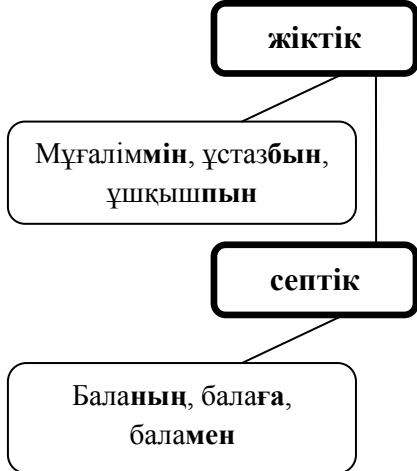 жіктік
Мұғаліммін, ұстазбын,
ұшқышпын
септік
Баланың, балаға,
баламен